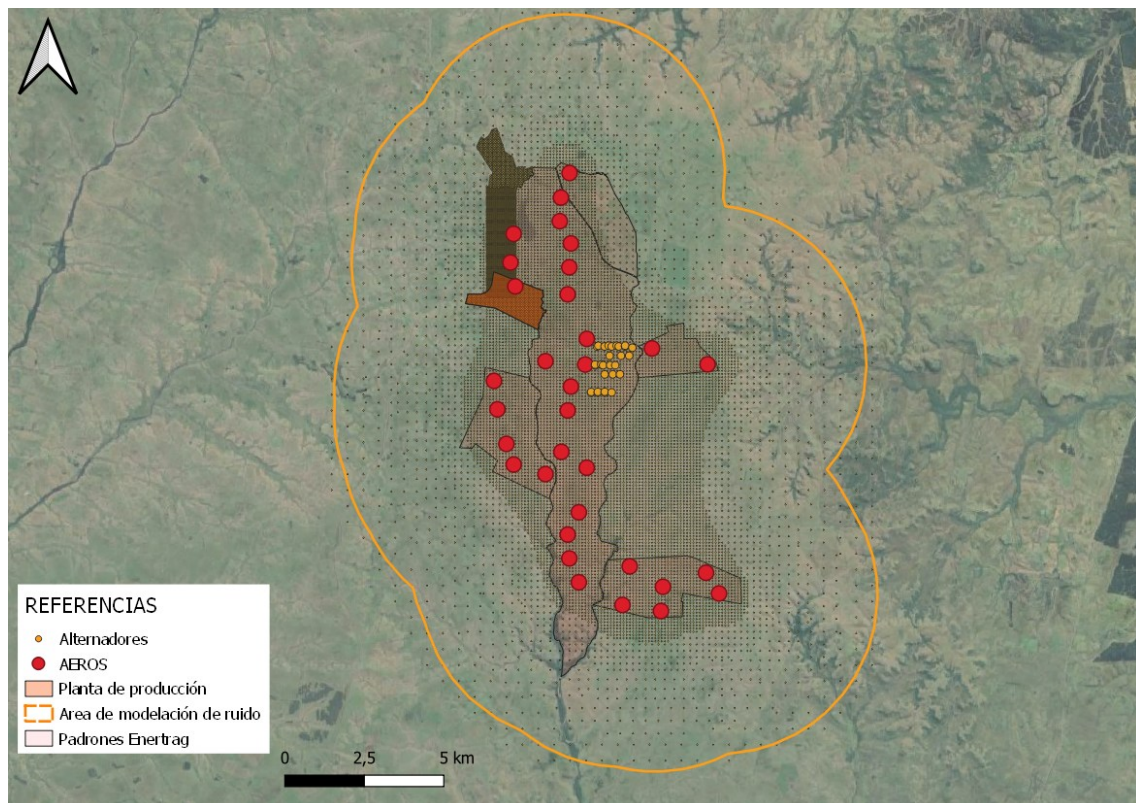 REFERENCIAS
Alternadores
AEROS
Planta de producción
Area de modelación de ruido
Padrones Enertrag
0 2,5 5 km